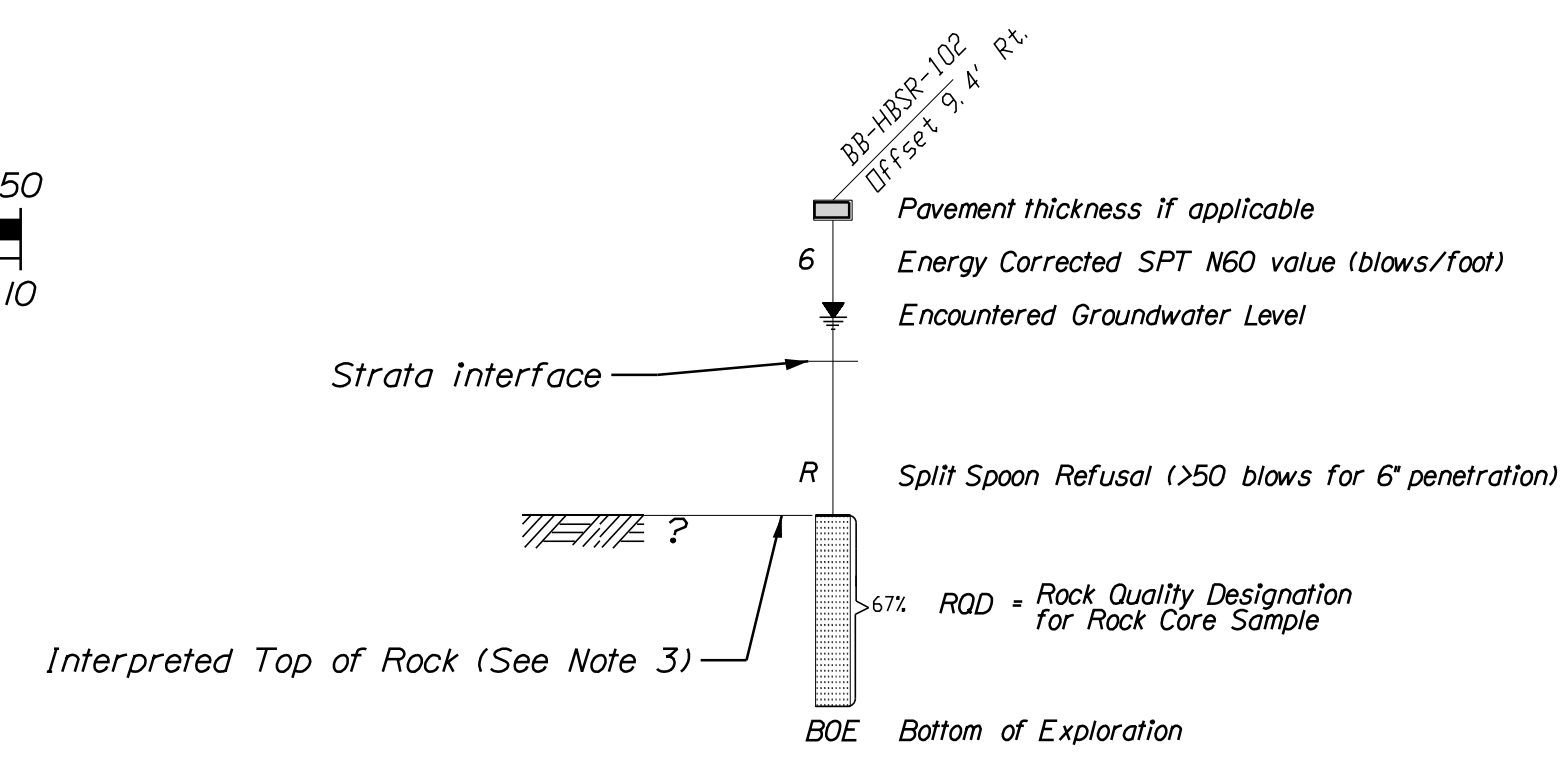 BB-HBSR-102
Offset 9.4' Rt.
50
10
Pavement thickness if applicable
6 Energy Corrected SPT N60 value (blows/foot)
Encountered Groundwater Level
Strata interface
R Split Spoon Refusal (>50 blows for 6" penetration)
?
67% RQD = Rock Quality Designation
for Rock Core Sample
Interpreted Top of Rock (See Note 3)
BOE Bottom of Exploration